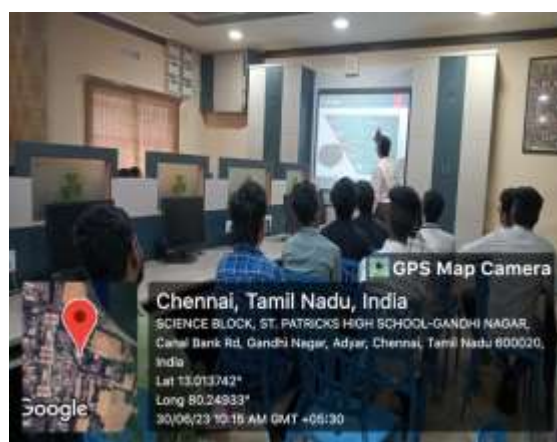 GPS Map Camera
Chennai, Tamil Nadu, India
SCIENCE BLOCK, ST. PATRICKS HIGH SCHOOL-GANDHI NAGAR,
Canal Bank Rd, Gandhi Nagar, Adyar, Chennai, Tamil Nadu 600020,
India
Lat 13.013742°
Long 80.24933°
30/06/23 10:15 AM GMT +05:30
Google